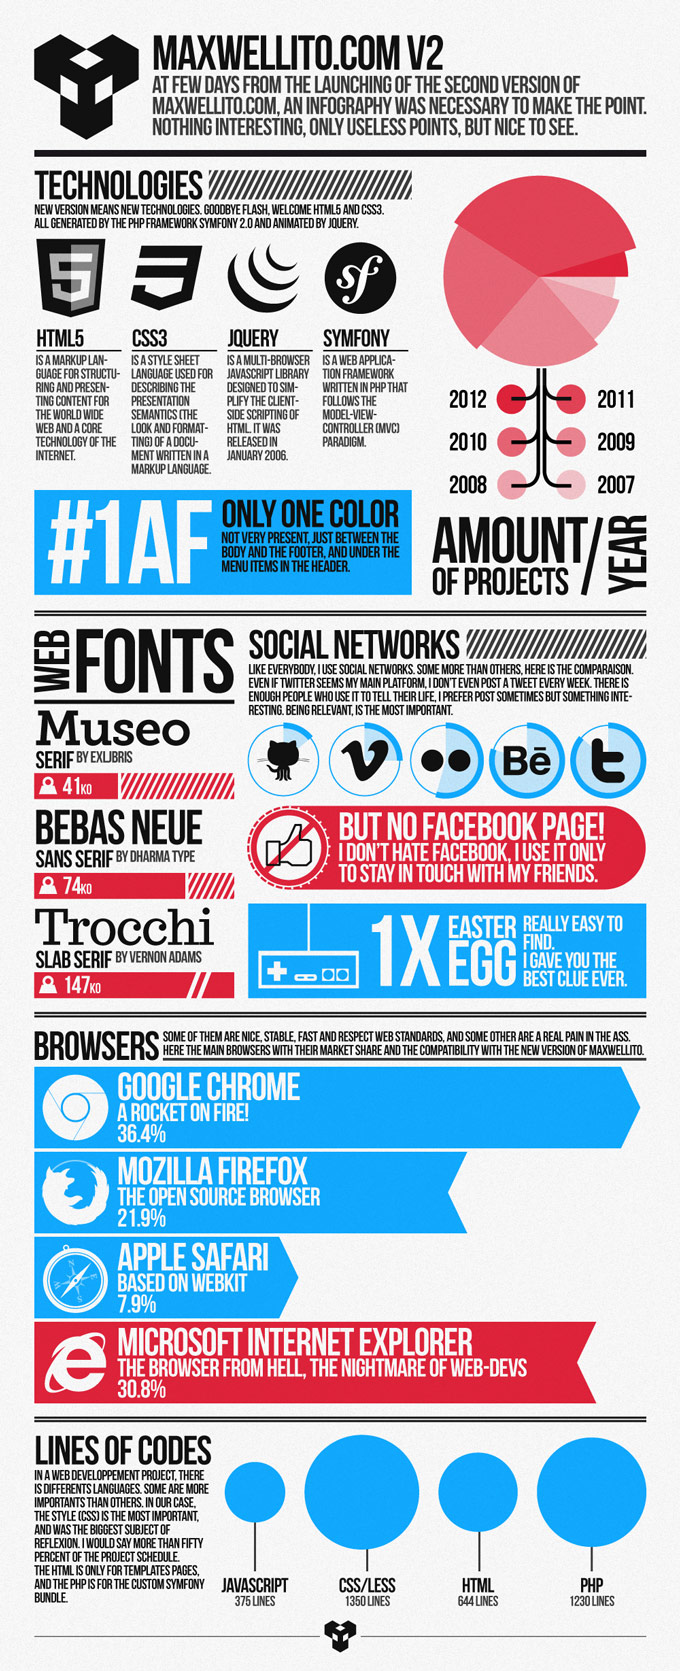 MAXWELLITO.COM V2
AT FEW DAYS FROM THE LAUNCHING OF THE SECOND VERSION OF
MAXWELLITO.COM, AN INFOGRAPHY WAS NECESSARY TO MAKE THE POINT.
NOTHING INTERESTING, ONLY USELESS POINTS, BUT NICE TO SEE.
TECHNOLOGIES
NEW VERSION MEANS NEW TECHNOLOGIES. GOODBYE FLASH, WELCOME HTML5 AND CSS3.
ALL GENERATED BY THE PHP FRAMEWORK SYMFONY 2.0 AND ANIMATED BY JQUERY.
5
sf
HTML5
IS A MARKUP LAN-
GUAGE FOR STRUCTU-
RING AND PRESEN-
TING CONTENT FOR
THE WORLD WIDE
WEB AND A CORE
TECHNOLOGY OF THE
INTERNET.
CSS3
IS A STYLE SHEET
LANGUAGE USED FOR
DESCRIBING THE
PRESENTATION
SEMANTICS (THE
LOOK AND FORMAT-
TING) OF A DOCU-
MENT WRITTEN IN A
MARKUP LANGUAGE.
JQUERY
IS A MULTI-BROWSER
JAVASCRIPT LIBRARY
DESIGNED TO SIM-
PLIFY THE CLIENT-
SIDE SCRIPTING OF
HTML. IT WAS
RELEASED IN
JANUARY 2006.
SYMFONY
IS A WEB APPLICA-
TION FRAMEWORK
WRITTEN IN PHP THAT
FOLLOWS THE
MODEL-VIEW-
CONTROLLER (MVC)
PARADIGM.
2012 2011
2010 2009
2008 2007
AMOUNT
OF PROJECTS
/ YEAR
#1AF
ONLY ONE COLOR
NOT VERY PRESENT, JUST BETWEEN THE
BODY AND THE FOOTER, AND UNDER THE
MENU ITEMS IN THE HEADER.
WEB FONTS
Museo
SERIF BY EXLJBRIS
41KO
BEBAS NEUE
SANS SERIF BY DHARMA TYPE
74KO
Trocchi
SLAB SERIF BY VERNON ADAMS
147KO
SOCIAL NETWORKS
LIKE EVERYBODY, I USE SOCIAL NETWORKS. SOME MORE THAN OTHERS, HERE IS THE COMPARAISON.
EVEN IF TWITTER SEEMS MY MAIN PLATFORM, I DON'T EVEN POST A TWEET EVERY WEEK. THERE IS
ENOUGH PEOPLE WHO USE IT TO TELL THEIR LIFE, I PREFER POST SOMETIMES BUT SOMETHING INTE-
RESTING. BEING RELEVANT, IS THE MOST IMPORTANT.
Bē
BUT NO FACEBOOK PAGE!
I DON'T HATE FACEBOOK, I USE IT ONLY
TO STAY IN TOUCH WITH MY FRIENDS.
1X
EASTER
EGG
REALLY EASY TO
FIND.
I GAVE YOU THE
BEST CLUE EVER.
BROWSERS
SOME OF THEM ARE NICE, STABLE, FAST AND RESPECT WEB STANDARDS, AND SOME OTHER ARE A REAL PAIN IN THE ASS.
HERE THE MAIN BROWSERS WITH THEIR MARKET SHARE AND THE COMPATIBILITY WITH THE NEW VERSION OF MAXWELLITO.
GOOGLE CHROME
A ROCKET ON FIRE!
36.4%
MOZILLA FIREFOX
THE OPEN SOURCE BROWSER
21.9%
APPLE SAFARI
BASED ON WEBKIT
7.9%
MICROSOFT INTERNET EXPLORER
THE BROWSER FROM HELL, THE NIGHTMARE OF WEB-DEVS
30.8%
LINES OF CODES
IN A WEB DEVELOPPEMENT PROJECT, THERE
IS DIFFERENTS LANGUAGES. SOME ARE MORE
IMPORTANTS THAN OTHERS. IN OUR CASE,
THE STYLE (CSS) IS THE MOST IMPORTANT,
AND WAS THE BIGGEST SUBJECT OF
REFLEXION. I WOULD SAY MORE THAN FIFTY
PERCENT OF THE PROJECT SCHEDULE.
THE HTML IS ONLY FOR TEMPLATES PAGES,
AND THE PHP IS FOR THE CUSTOM SYMFONY
BUNDLE.
JAVASCRIPT
375 LINES
CSS/LESS
1350 LINES
HTML
644 LINES
PHP
1230 LINES